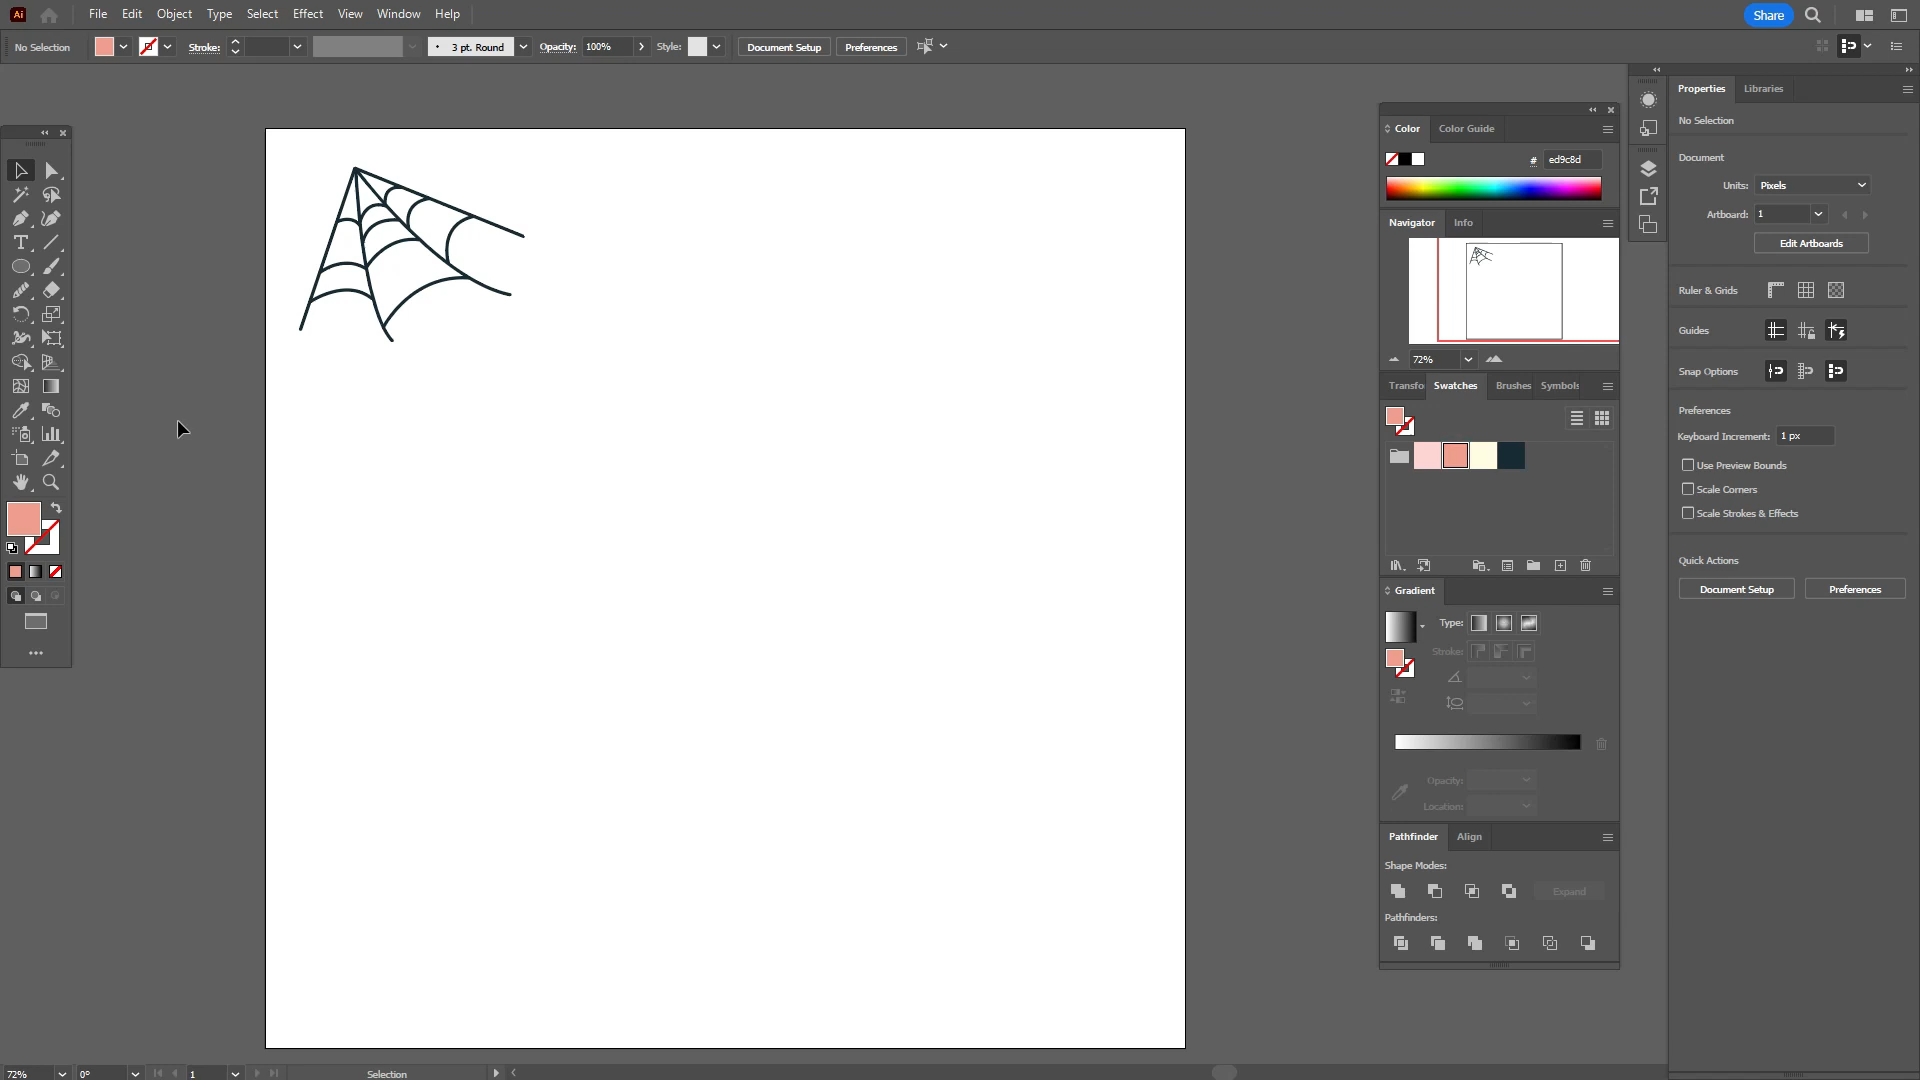 Ai
File Edit Object Type Select Effect View Window Help
Share
No Selection
Stroke:
3 pt. Round
Opacity: 100%
Style:
Document Setup
Preferences
Color
Color Guide
# ed9c8d
Navigator
Info
72%
Transfo
Swatches
Brushes
Symbols
Gradient
Type:
Stroke:
Opacity:
Location:
Pathfinder
Align
Shape Modes:
Expand
Pathfinders:
Properties
Libraries
No Selection
Document
Units: Pixels
Artboard: 1
Edit Artboards
Ruler & Grids
Guides
Snap Options
Preferences
Keyboard Increment: 1 px
Use Preview Bounds
Scale Corners
Scale Strokes & Effects
Quick Actions
Document Setup
Preferences
72%
0°
1
Selection